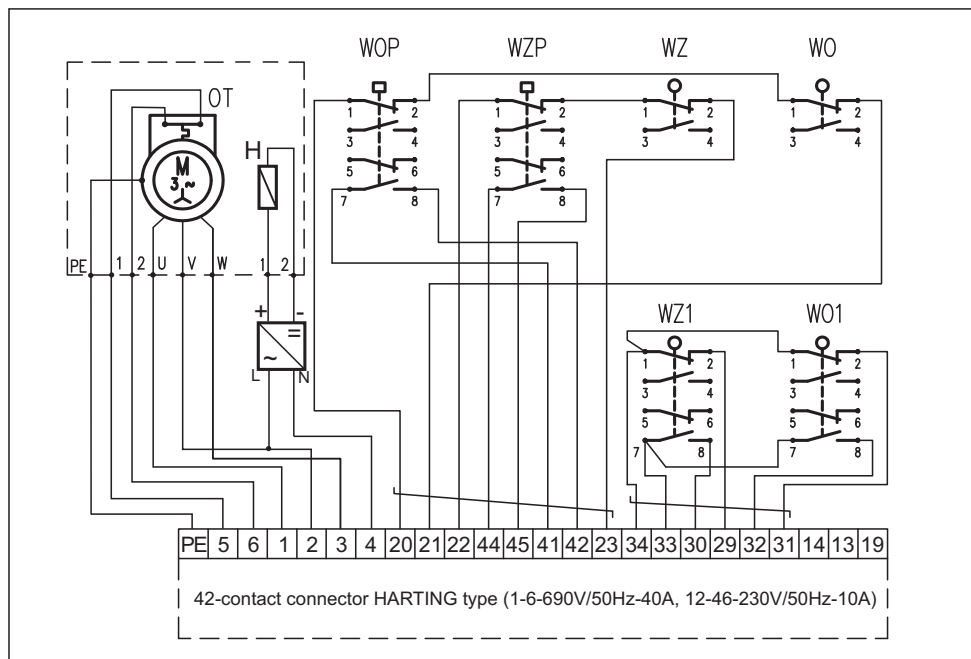 WOP WZP WZ WO
OT
1 2 1 2 1 2 1 2
3 4 3 4 3 4 3 4
H
M
3 ~
5 6 5 6
7 8 7 8
PE 1 2 U V W 1 2
+ -
=
~
L N
WZ1 WO1
1 2 1 2
3 4 3 4
5 6 5 6
7 8 7 8
PE 5 6 1 2 3 4 20 21 22 44 45 41 42 23 34 33 30 29 32 31 14 13 19
42-contact connector HARTING type (1-6-690V/50Hz-40A, 12-46-230V/50Hz-10A)